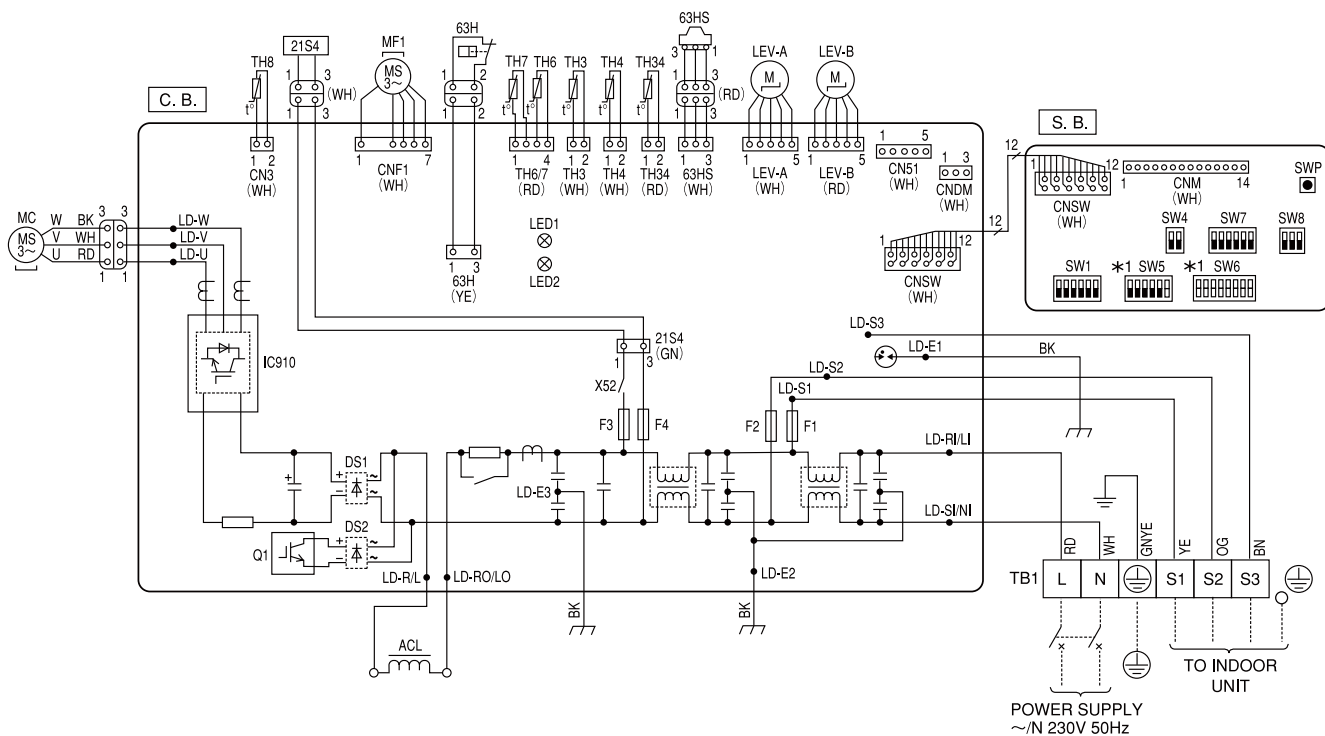 C. B.
TH8
t°
1 2
CN3
(WH)
21S4
1 3
(WH)
1 3
MF1
MS
3~
1 7
CNF1
(WH)
63H
1 2
1 2
1 3
63H
(YE)
TH7 TH6
t° t°
1 4
TH6/7
(RD)
TH3
t°
1 2
TH3
(WH)
TH4
t°
1 2
TH4
(WH)
TH34
t°
1 2
TH34
(RD)
63HS
3 1
1 3
(RD)
1 3
1 3
63HS
(WH)
LEV-A
M
1 5
LEV-A
(WH)
LEV-B
M
1 5
LEV-B
(RD)
1 5
CN51
(WH)
1 3
CNDM
(WH)
LED1
LED2
1 12
CNSW
(WH)
12
12
S. B.
1 12
CNSW
(WH)
1 14
CNM
(WH)
SWP
SW4
SW7
SW8
SW1
*1 SW5
*1 SW6
MC
MS
3~
W BK 3 3 LD-W
V WH LD-V
U RD 1 1 LD-U
IC910
21S4
(GN)
1 3
X52
F3 F4
LD-S3
LD-E1
BK
LD-S2
LD-S1
F2 F1
LD-RI/LI
LD-SI/NI
+ DS1 ~
+ − ~
DS2
+ ~
− ~
Q1
LD-E3
LD-R/L
LD-RO/LO
LD-E2
BK
BK
ACL
RD WH GNYE YE OG BN
TB1 L N S1 S2 S3
TO INDOOR
UNIT
POWER SUPPLY
~/N 230V 50Hz